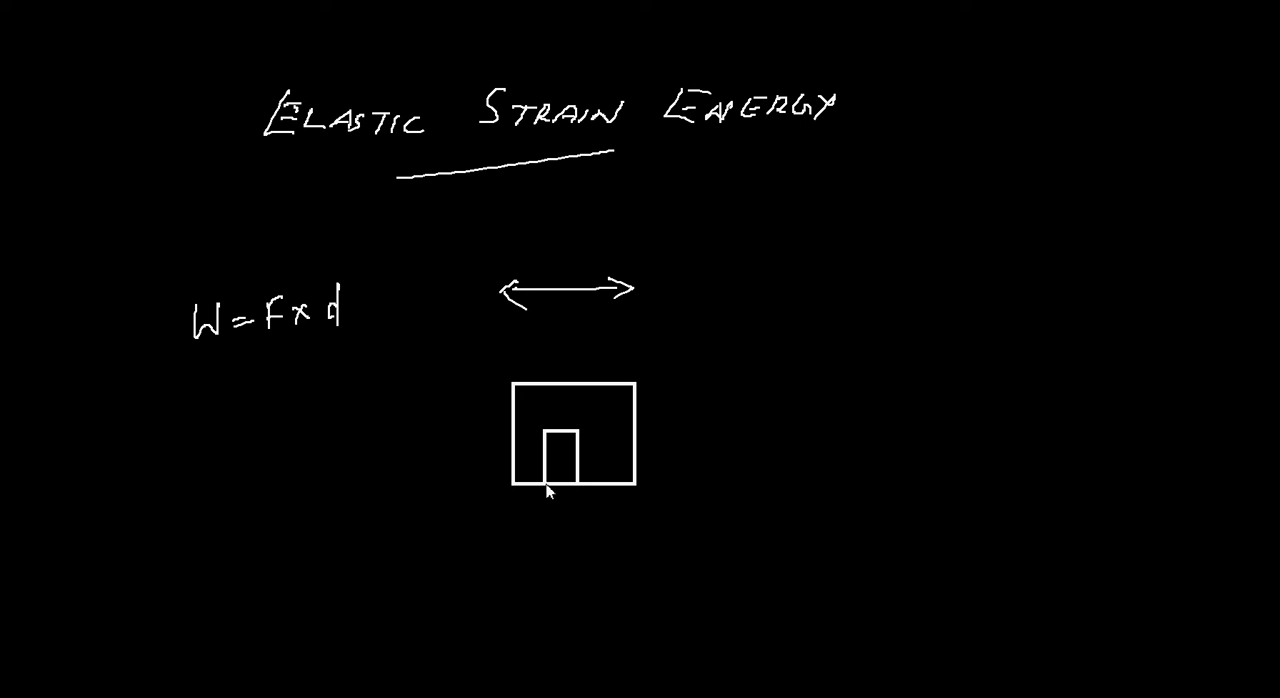 ELASTIC STRAIN ENERGY
W = F x d